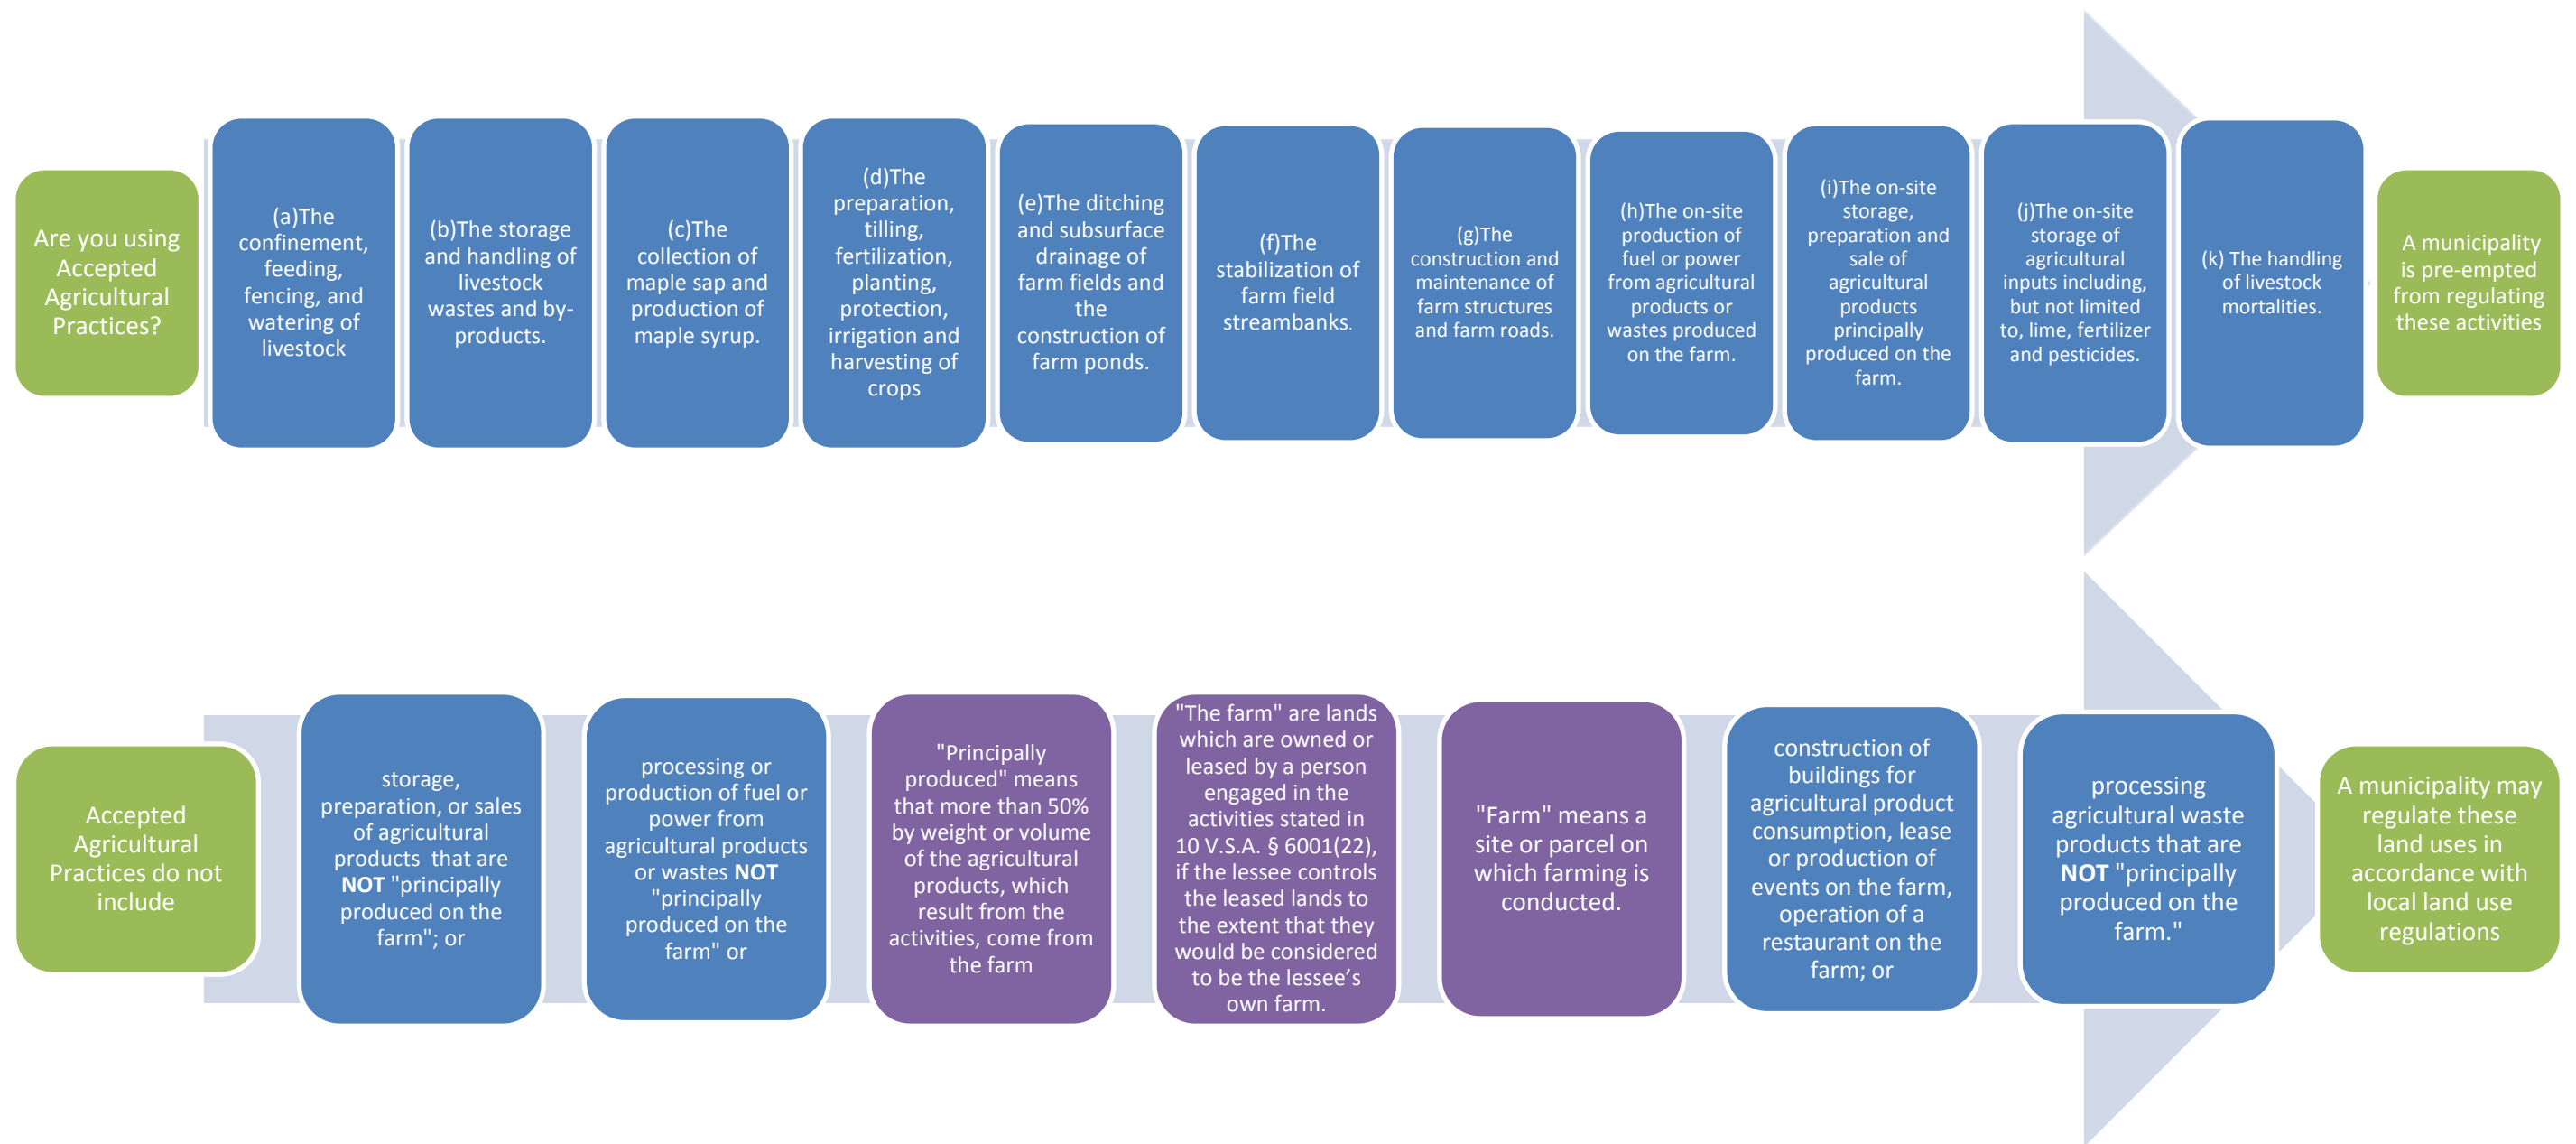 Are you using
Accepted
Agricultural
Practices?
(a)The
confinement,
feeding,
fencing, and
watering of
livestock
(b)The storage
and handling of
livestock
wastes and by-
products.
(c)The
collection of
maple sap and
production of
maple syrup.
(d)The
preparation,
tilling,
fertilization,
planting,
protection,
irrigation and
harvesting of
crops
(e)The ditching
and subsurface
drainage of
farm fields and
the
construction of
farm ponds.
(f)The
stabilization of
farm field
streambanks.
(g)The
construction and
maintenance of
farm structures
and farm roads.
(h)The on-site
production of
fuel or power
from agricultural
products or
wastes produced
on the farm.
(i)The on-site
storage,
preparation and
sale of
agricultural
products
principally
produced on the
farm.
(j)The on-site
storage of
agricultural
inputs including,
but not limited
to, lime, fertilizer
and pesticides.
(k) The handling
of livestock
mortalities.
A municipality
is pre-empted
from regulating
these activities
Accepted
Agricultural
Practices do not
include
storage,
preparation, or sales
of agricultural
products that are
NOT "principally
produced on the
farm"; or
processing or
production of fuel or
power from
agricultural products
or wastes NOT
"principally
produced on the
farm" or
"Principally
produced" means
that more than 50%
by weight or volume
of the agricultural
products, which
result from the
activities, come from
the farm
"The farm" are lands
which are owned or
leased by a person
engaged in the
activities stated in
10 V.S.A. § 6001(22),
if the lessee controls
the leased lands to
the extent that they
would be considered
to be the lessee’s
own farm.
"Farm" means a
site or parcel on
which farming is
conducted.
construction of
buildings for
agricultural product
consumption, lease
or production of
events on the farm,
operation of a
restaurant on the
farm; or
processing
agricultural waste
products that are
NOT "principally
produced on the
farm."
A municipality may
regulate these
land uses in
accordance with
local land use
regulations